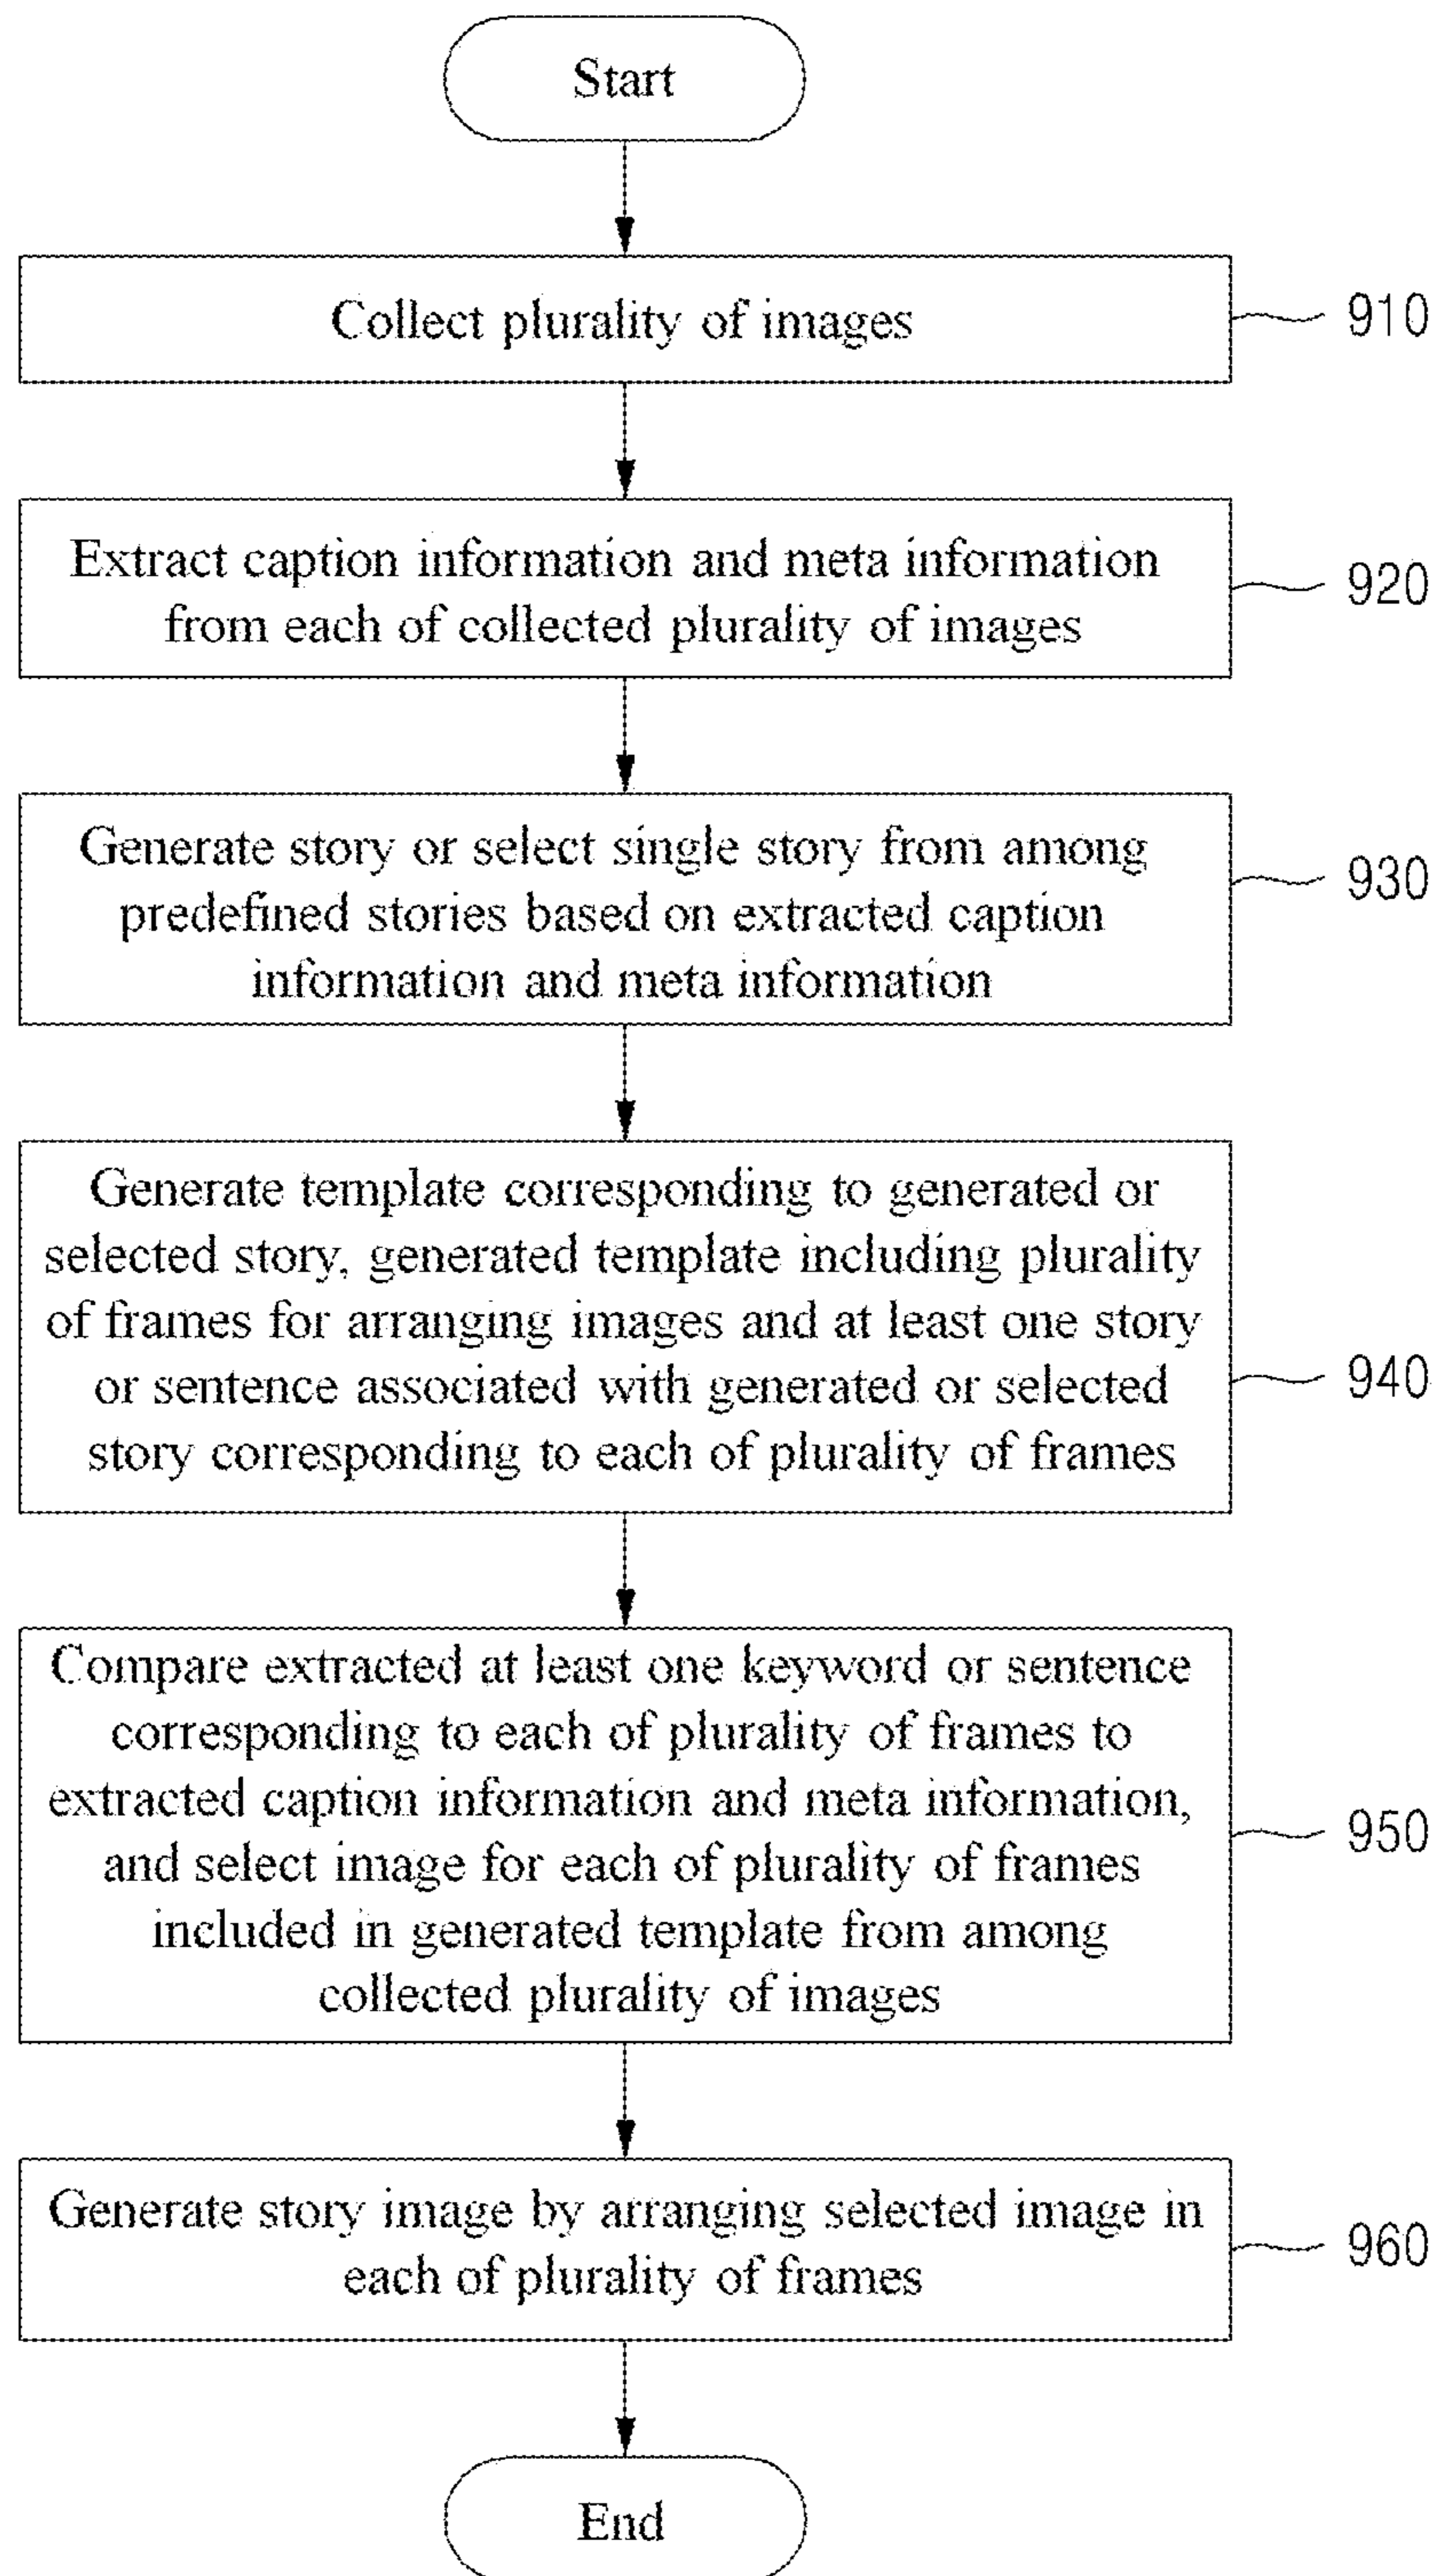 Start
Collect plurality of images
910
Extract caption information and meta information
from each of collected plurality of images
920
Generate story or select single story from among
predefined stories based on extracted caption
information and meta information
930
Generate template corresponding to generated or
selected story, generated template including plurality
of frames for arranging images and at least one story
or sentence associated with generated or selected
story corresponding to each of plurality of frames
940
Compare extracted at least one keyword or sentence
corresponding to each of plurality of frames to
extracted caption information and meta information,
and select image for each of plurality of frames
included in generated template from among
collected plurality of images
950
Generate story image by arranging selected image in
each of plurality of frames
960
End